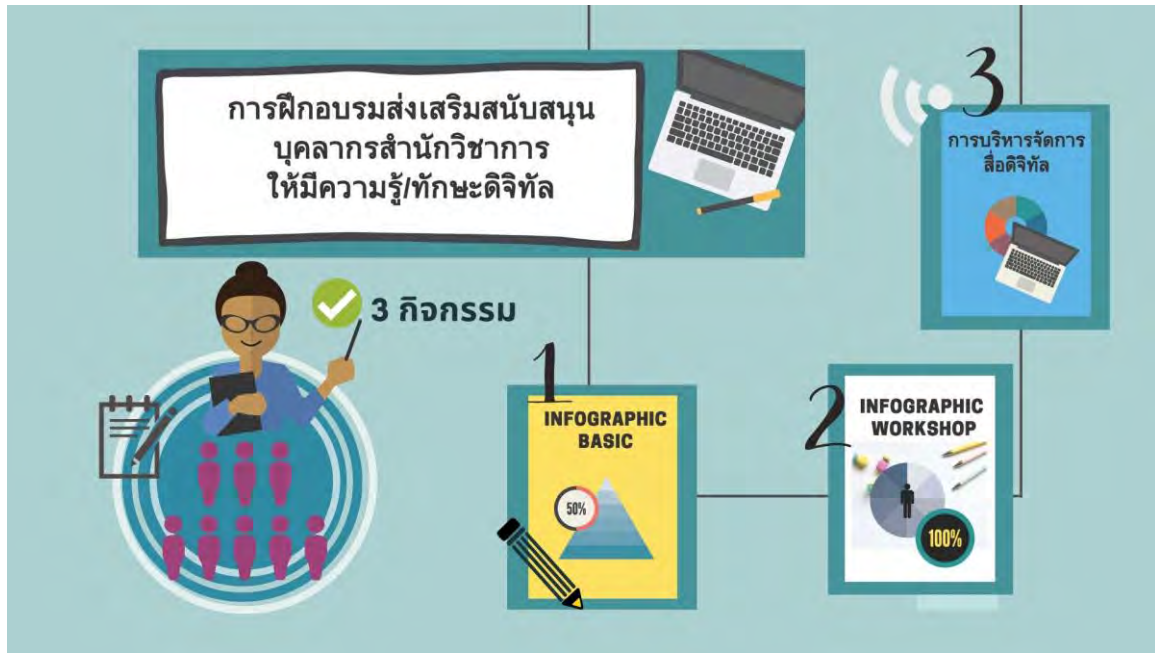 การฝึกอบรมส่งเสริมสนับสนุน
บุคลากรสำนักวิชาการ
ให้มีความรู้/ทักษะดิจิทัล
3 กิจกรรม
1
INFOGRAPHIC
BASIC
50%
2
INFOGRAPHIC
WORKSHOP
100%
3
การบริหารจัดการ
สื่อดิจิทัล